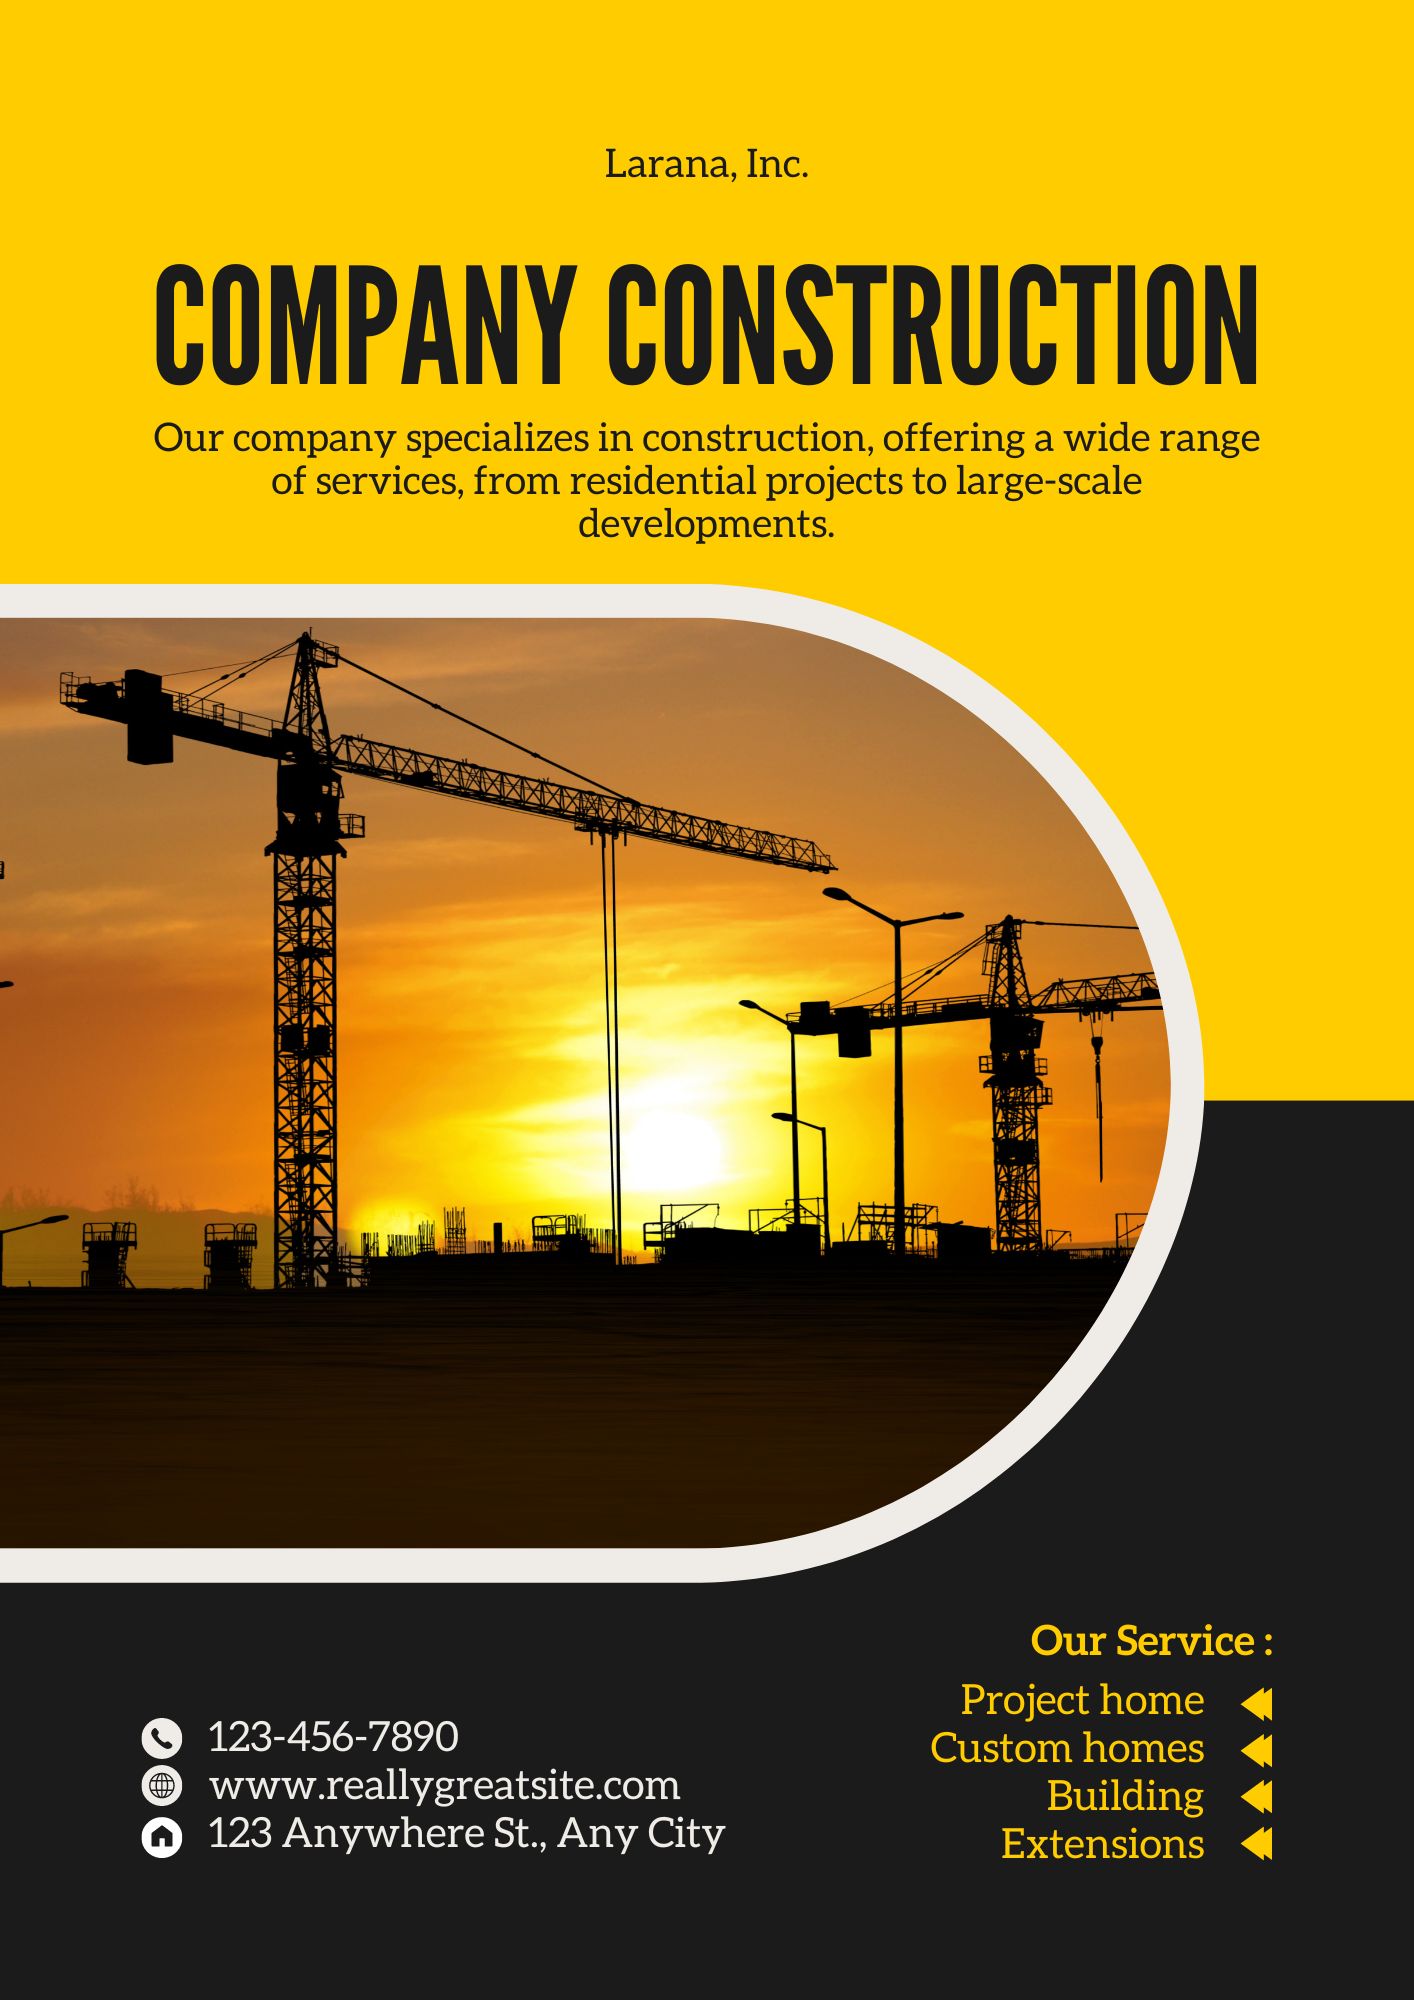 Larana, Inc.
COMPANY CONSTRUCTION
Our company specializes in construction, offering a wide range
of services, from residential projects to large-scale
developments.
Our Service :
Project home
Custom homes
Building
Extensions
123-456-7890
www.reallygreatsite.com
123 Anywhere St., Any City